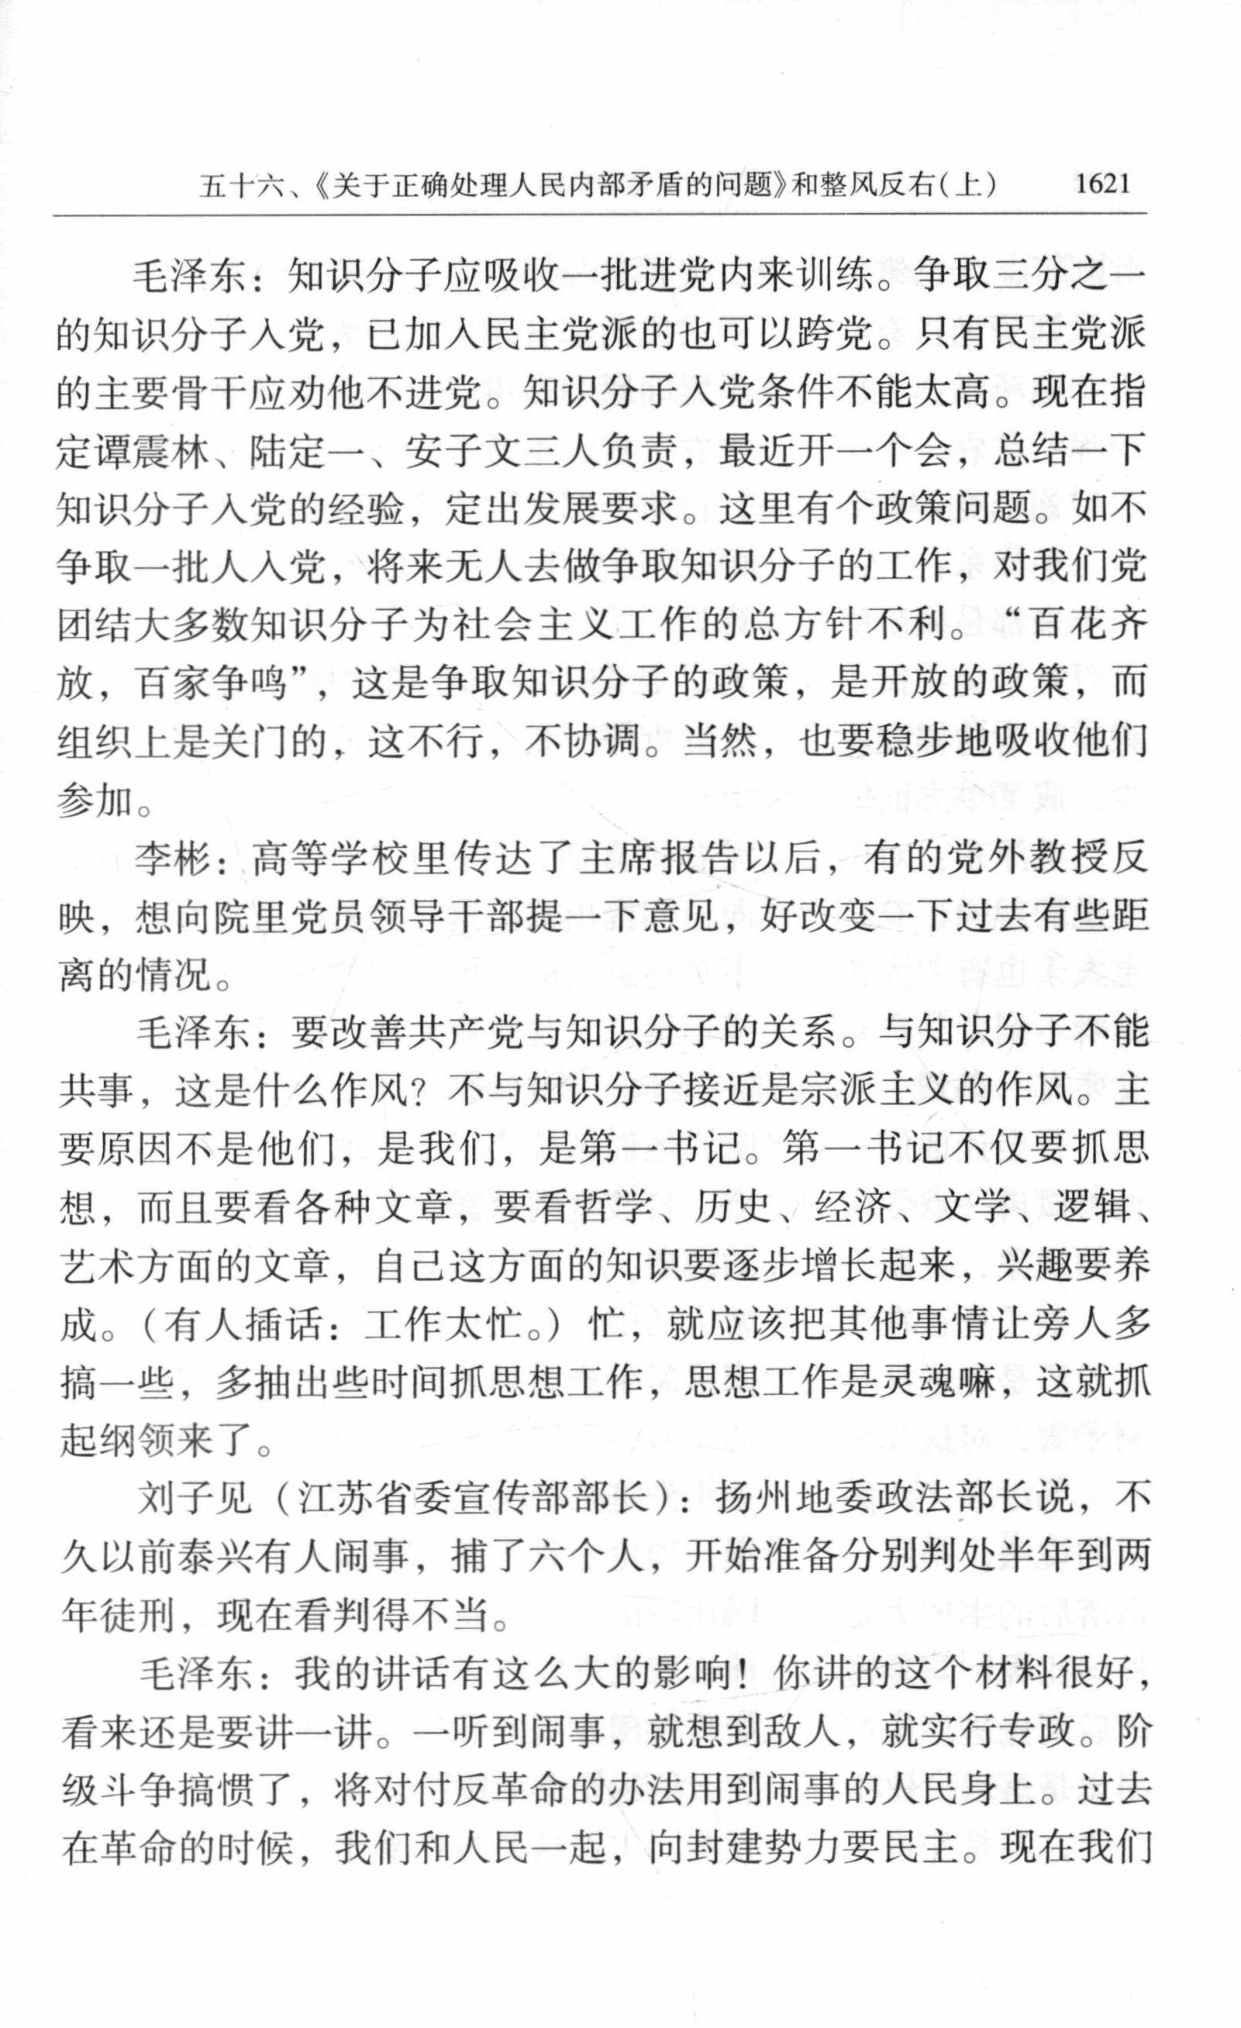 五十六、《关于正确处理人民内部矛盾的问题》和整风反右(上) 1621
毛泽东：知识分子应吸收一批进党内来训练。争取三分之一
的知识分子入党，已加入民主党派的也可以跨党。只有民主党派
的主要骨干应劝他不进党。知识分子入党条件不能太高。现在指
定谭震林、陆定一、安子文三人负责，最近开一个会，总结一下
知识分子入党的经验，定出发展要求。这里有个政策问题。如不
争取一批人入党，将来无人去做争取知识分子的工作，对我们党
团结大多数知识分子为社会主义工作的总方针不利。“百花齐
放，百家争鸣”，这是争取知识分子的政策，是开放的政策，而
组织上是关门的，这不行，不协调。当然，也要稳步地吸收他们
参加。
李彬：高等学校里传达了主席报告以后，有的党外教授反
映，想向院里党员领导干部提一下意见，好改变一下过去有些距
离的情况。
毛泽东：要改善共产党与知识分子的关系。与知识分子不能
共事，这是什么作风？不与知识分子接近是宗派主义的作风。主
要原因不是他们，是我们，是第一书记。第一书记不仅要抓思
想，而且要看各种文章，要看哲学、历史、经济、文学、逻辑、
艺术方面的文章，自己这方面的知识要逐步增长起来，兴趣要养
成。（有人插话：工作太忙。）忙，就应该把其他事情让旁人多
搞一些，多抽出些时间抓思想工作，思想工作是灵魂嘛，这就抓
起纲领来了。
刘子见（江苏省委宣传部部长）：扬州地委政法部长说，不
久以前泰兴有人闹事，捕了六个人，开始准备分别判处半年到两
年徒刑，现在看判得不当。
毛泽东：我的讲话有这么大的影响！你讲的这个材料很好，
看来还是要讲一讲。一听到闹事，就想到敌人，就实行专政。阶
级斗争搞惯了，将对付反革命的办法用到闹事的人民身上。过去
在革命的时候，我们和人民一起，向封建势力要民主。现在我们